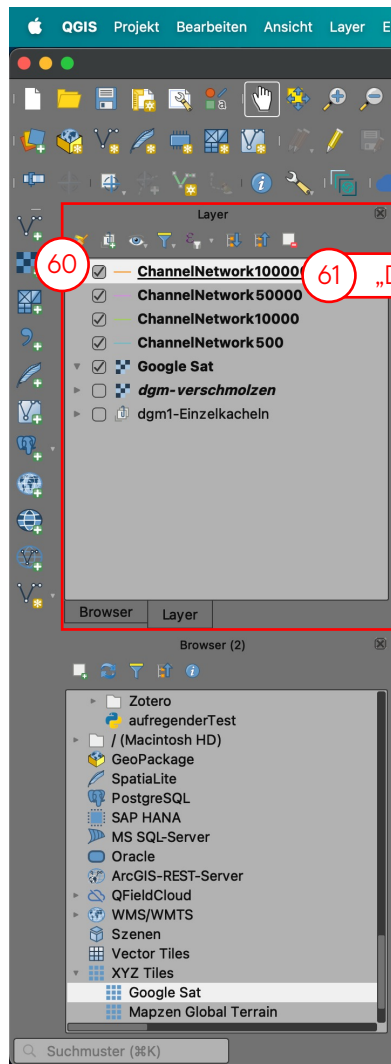 QGIS Projekt Bearbeiten Ansicht Layer E
Layer
60
ChannelNetwork10000
61 „D
ChannelNetwork50000
ChannelNetwork10000
ChannelNetwork500
Google Sat
dgm-verschmolzen
dgm1-Einzelkacheln
Browser Layer
Browser (2)
Zotero
aufregenderTest
/ (Macintosh HD)
GeoPackage
SpatiaLite
PostgreSQL
SAP HANA
MS SQL-Server
Oracle
ArcGIS-REST-Server
QFieldCloud
WMS/WMTS
Szenen
Vector Tiles
XYZ Tiles
Google Sat
Mapzen Global Terrain
Suchmuster (⌘K)